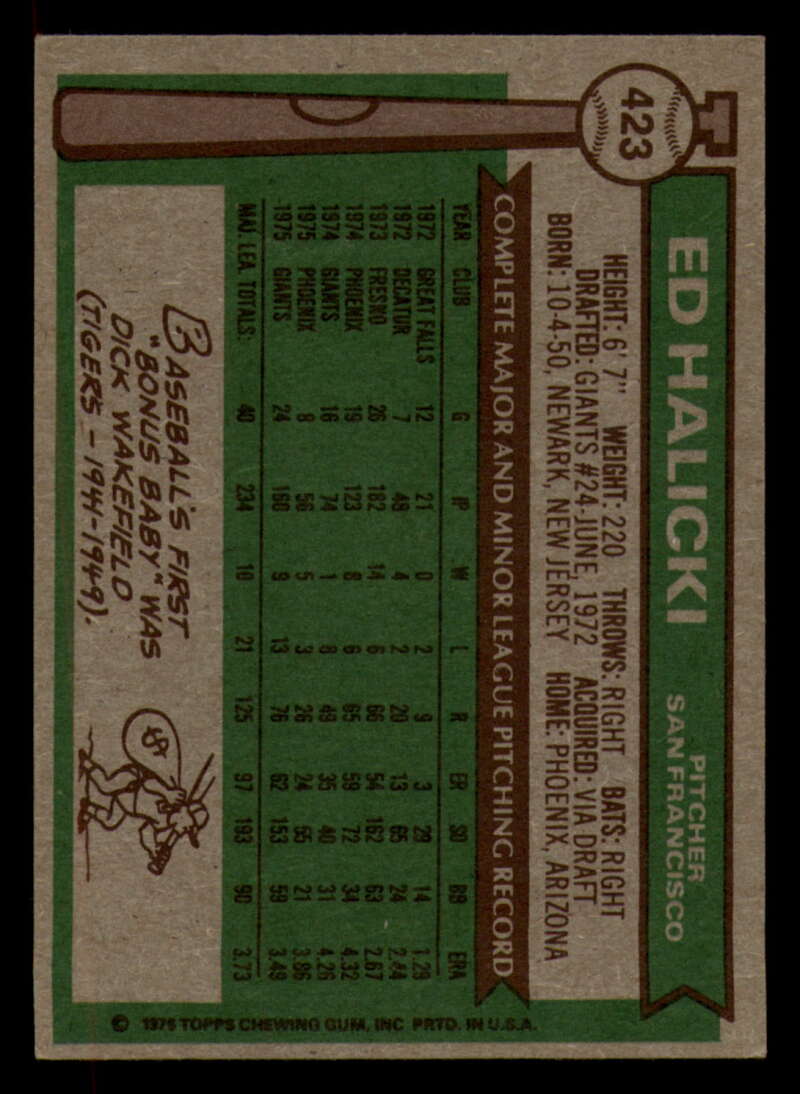 423
ED HALICKI
PITCHER
SAN FRANCISCO
HEIGHT: 6' 7" WEIGHT: 220 THROWS: RIGHT BATS: RIGHT
DRAFTED: GIANTS #24-JUNE, 1972 ACQUIRED: VIA DRAFT
BORN: 10-4-50, NEWARK, NEW JERSEY HOME: PHOENIX, ARIZONA
COMPLETE MAJOR AND MINOR LEAGUE PITCHING RECORD
YEAR CLUB G IP W L R ER SO BB ERA
1972 GREAT FALLS 12 21 0 2 9 3 29 14 1.29
1972 DECATUR 7 48 4 2 20 13 65 24 2.44
1973 FRESNO 26 182 14 6 66 54 162 63 2.67
1974 PHOENIX 19 123 8 6 65 59 72 34 4.32
1974 GIANTS 16 74 1 8 49 35 40 31 4.26
1975 PHOENIX 8 56 5 3 26 24 55 21 3.86
1975 GIANTS 24 160 9 13 76 62 153 59 3.49
MAJ. LEA. TOTALS: 40 234 10 21 125 97 193 90 3.73
BASEBALL'S FIRST
"BONUS BABY" WAS
DICK WAKEFIELD
(TIGERS - 1941-1949).
$
© 1976 TOPPS CHEWING GUM, INC PRTD. IN U.S.A.